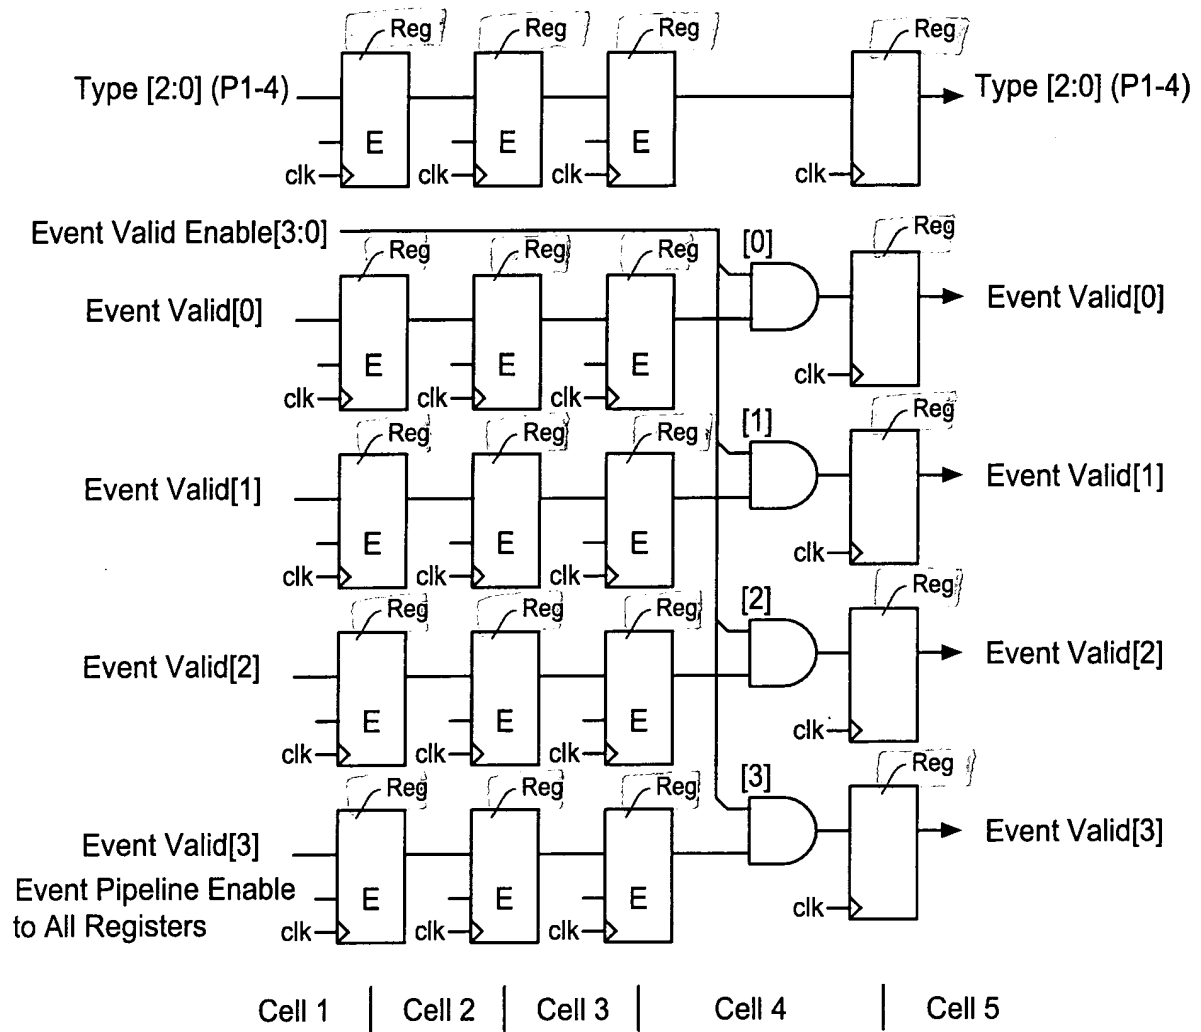 Reg Reg Reg Reg
Type [2:0] (P1-4) Type [2:0] (P1-4)
E E E
clk clk clk clk
Event Valid Enable[3:0]
Reg Reg Reg [0] Reg
Event Valid[0] Event Valid[0]
E E E
clk clk clk clk
Reg Reg Reg [1] Reg
Event Valid[1] Event Valid[1]
E E E
clk clk clk clk
Reg Reg Reg [2] Reg
Event Valid[2] Event Valid[2]
E E E
clk clk clk clk
Reg Reg Reg [3] Reg
Event Valid[3] Event Valid[3]
Event Pipeline Enable
to All Registers
E E E
clk clk clk clk
Cell 1 Cell 2 Cell 3 Cell 4 Cell 5